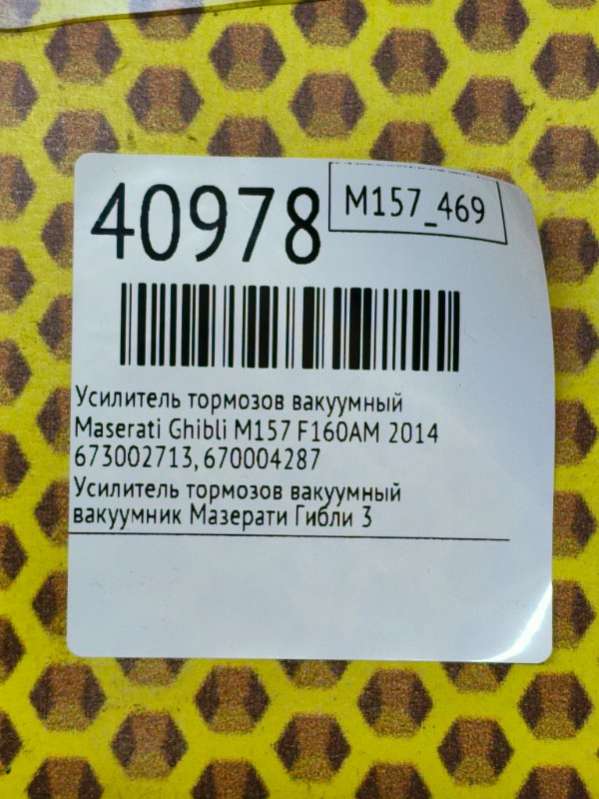 40978
M157_469
Усилитель тормозов вакуумный
Maserati Ghibli M157 F160AM 2014
673002713, 670004287
Усилитель тормозов вакуумный
вакуумник Мазерати Гибли 3